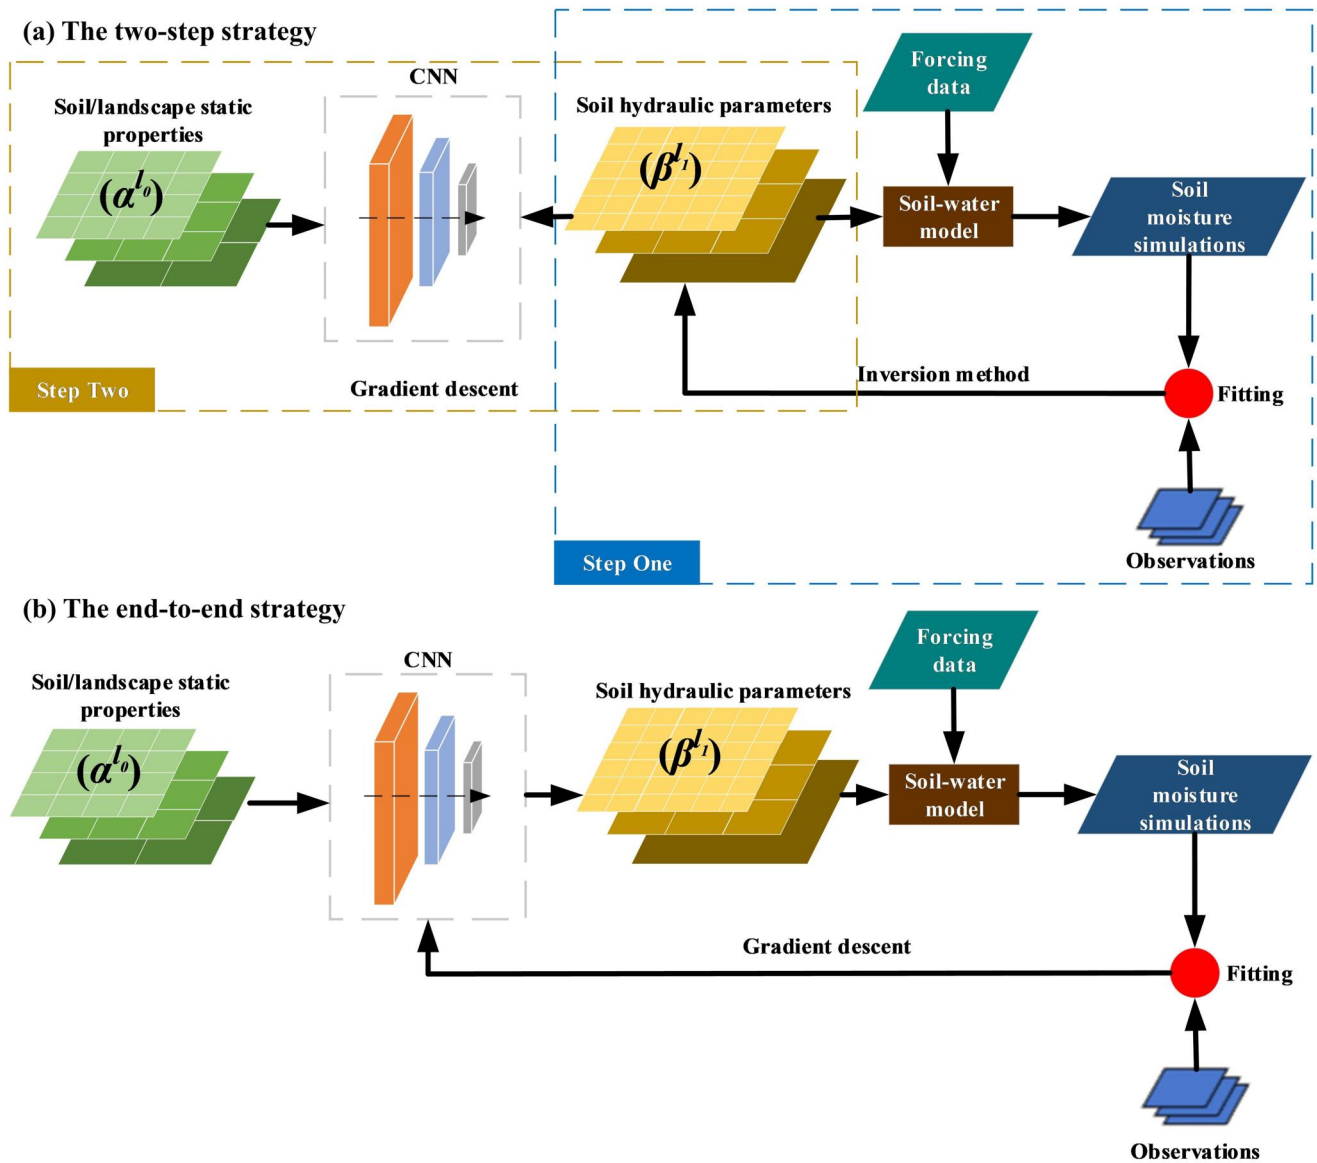 (a) The two-step strategy
CNN
Soil/landscape static
properties
(α^l₀)
Soil hydraulic parameters
(β^l₁)
Forcing
data
Soil-water
model
Soil
moisture
simulations
Step Two
Gradient descent
Inversion method
Fitting
Step One
Observations
(b) The end-to-end strategy
CNN
Soil/landscape static
properties
(α^l₀)
Soil hydraulic parameters
(β^l₁)
Forcing
data
Soil-water
model
Soil
moisture
simulations
Gradient descent
Fitting
Observations